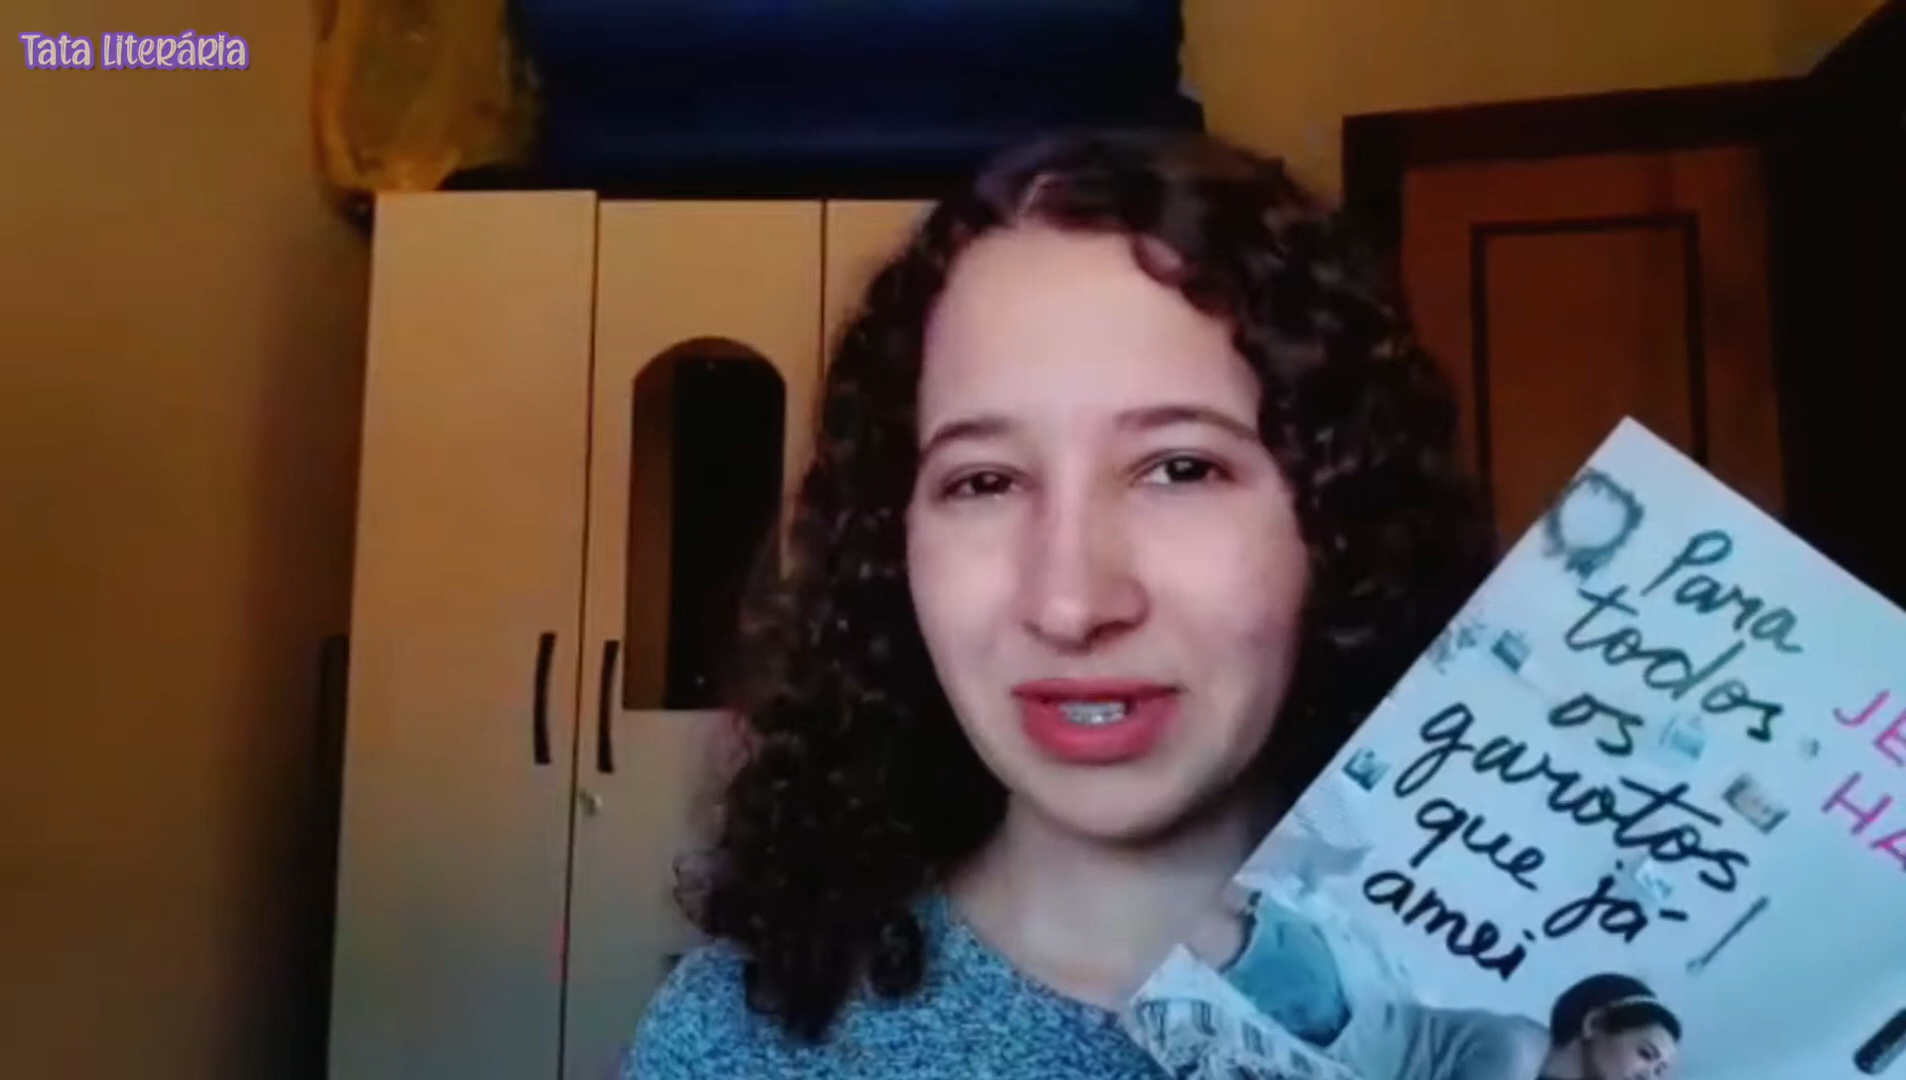 Tata Literária
Para
todos
os
garotos
que já
amei
JE
HA